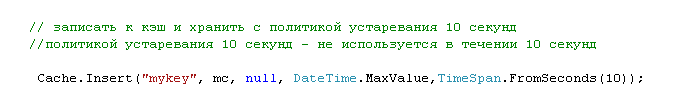 // записать к кэш и хранить с политикой устаревания 10 секунд
//политикой устаревания 10 секунд - не используется в течении 10 секунд
Cache.Insert("mykey", mc, null, DateTime.MaxValue,TimeSpan.FromSeconds(10));